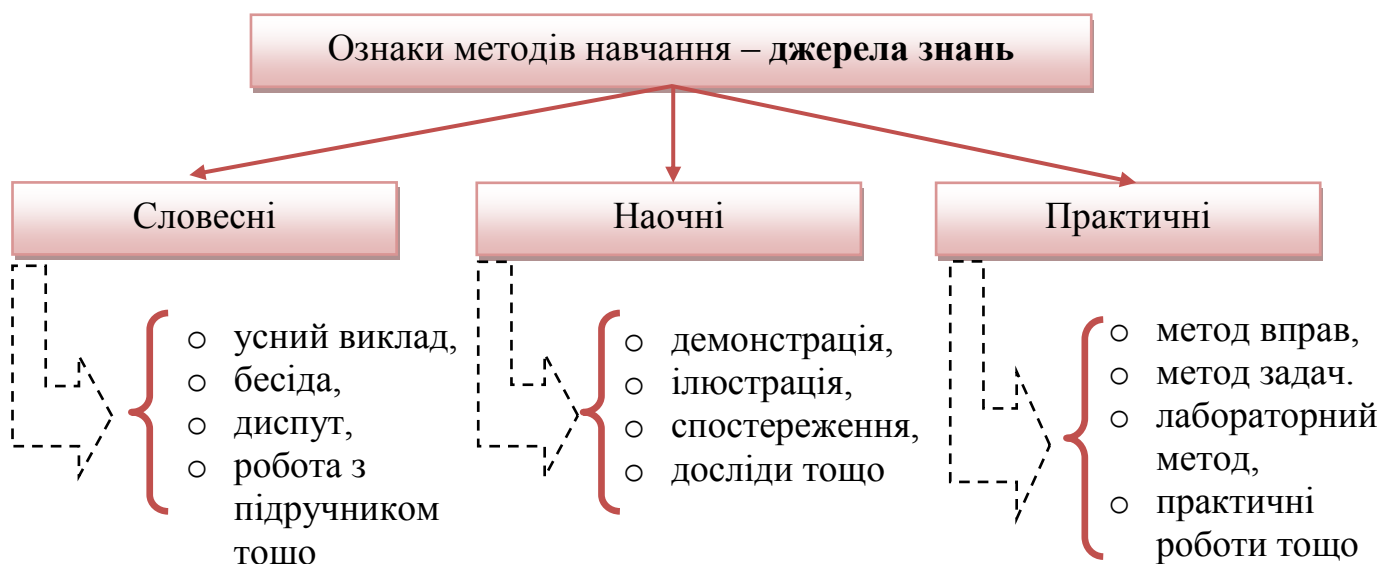 Ознаки методів навчання – джерела знань
Словесні
Наочні
Практичні
о усний виклад,
о бесіда,
о диспут,
о робота з
підручником
тощо
о демонстрація,
о ілюстрація,
о спостереження,
о досліди тощо
о метод вправ,
о метод задач.
о лабораторний
метод,
о практичні
роботи тощо